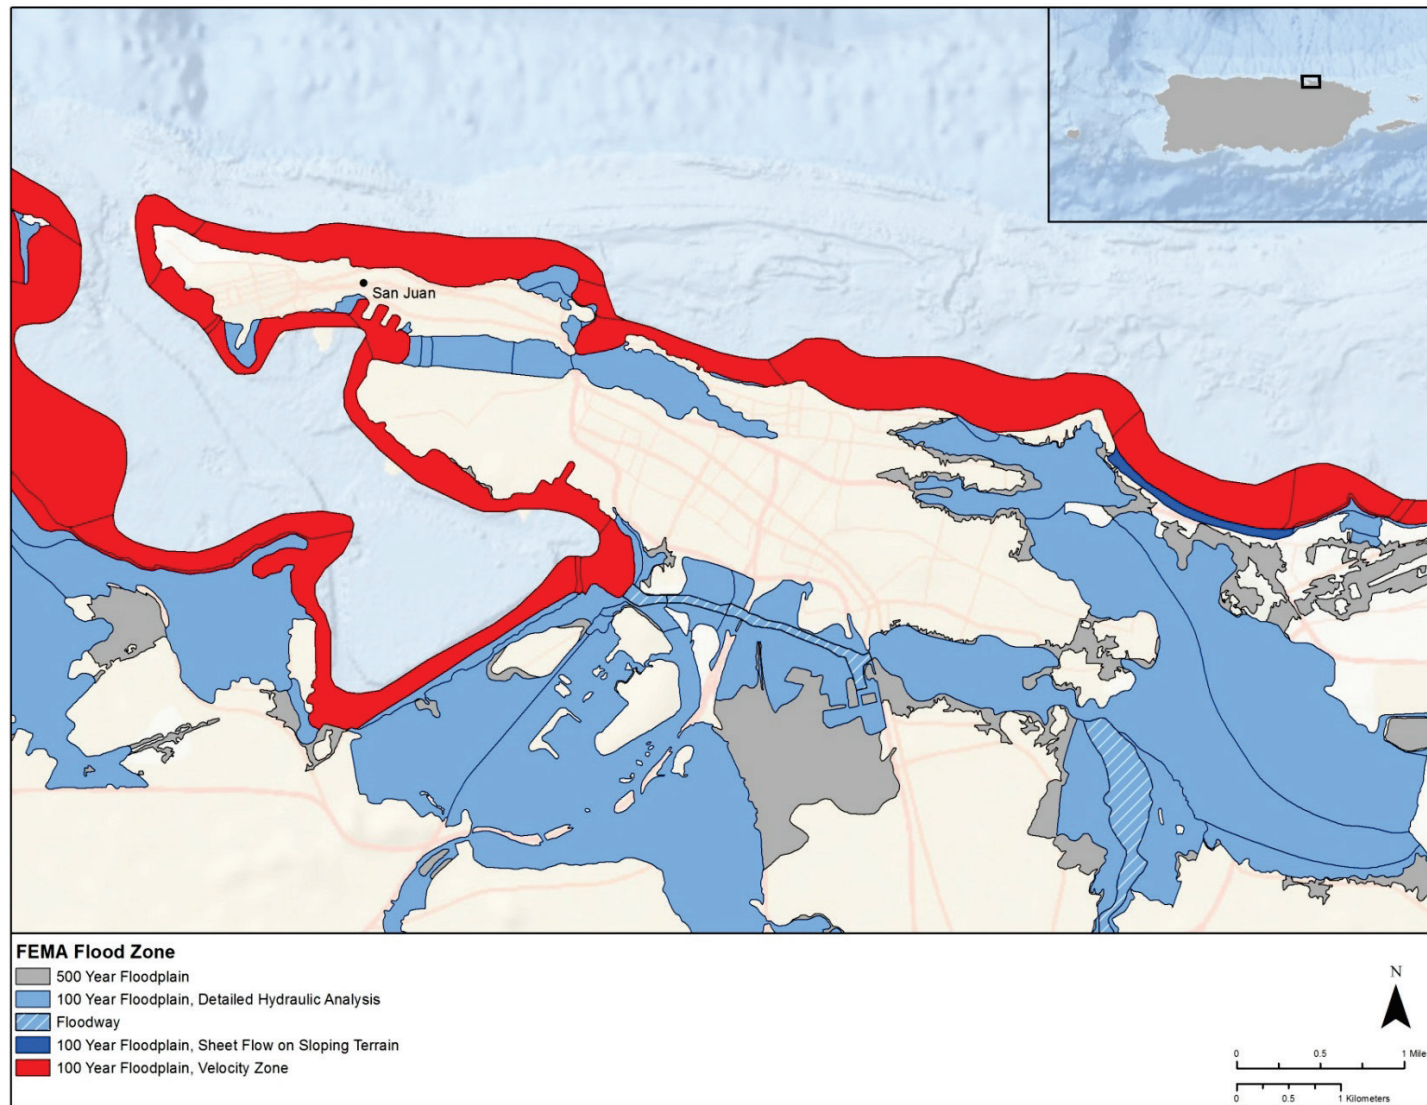 San Juan
FEMA Flood Zone
500 Year Floodplain
100 Year Floodplain, Detailed Hydraulic Analysis
Floodway
100 Year Floodplain, Sheet Flow on Sloping Terrain
100 Year Floodplain, Velocity Zone
N
0 0.5 1 Mile
0 0.5 1 Kilometers